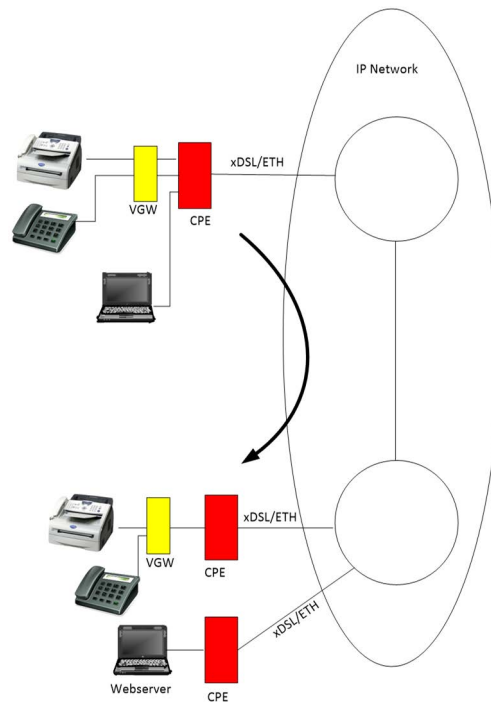 IP Network
xDSL/ETH
VGW
CPE
xDSL/ETH
VGW
CPE
xDSL/ETH
Webserver
CPE